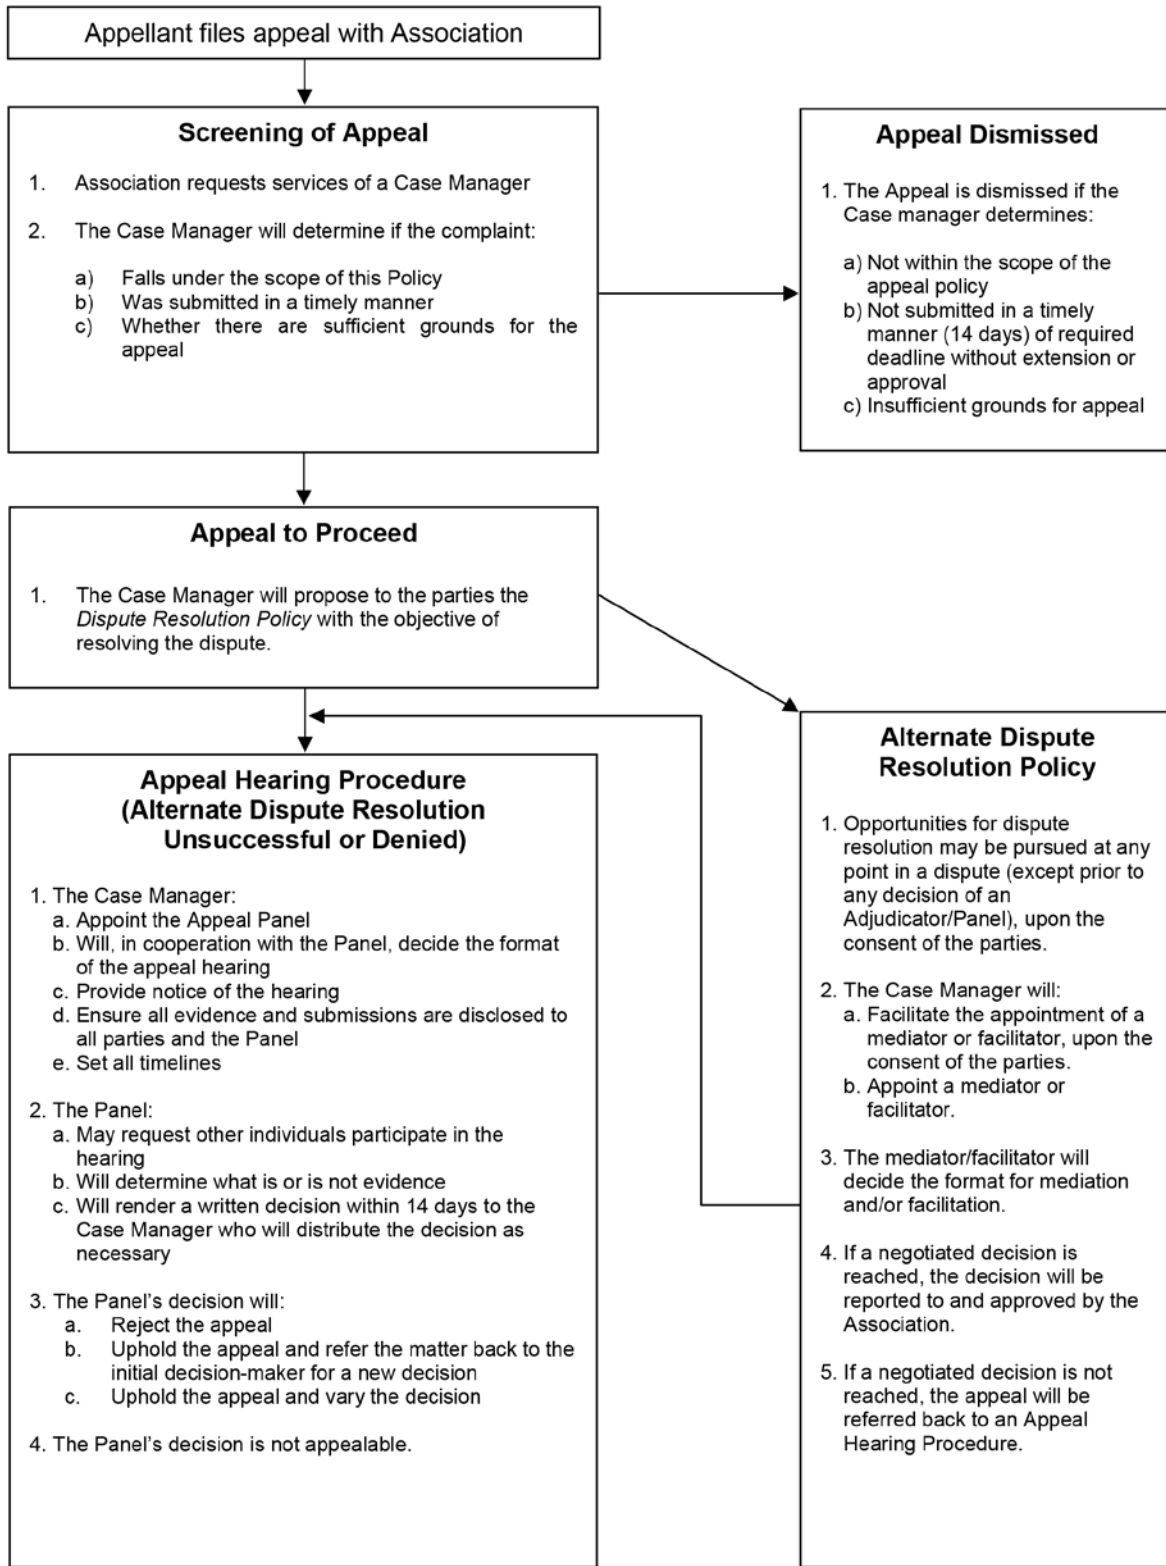 Appellant files appeal with Association
Screening of Appeal
1. Association requests services of a Case Manager
2. The Case Manager will determine if the complaint:
a) Falls under the scope of this Policy
b) Was submitted in a timely manner
c) Whether there are sufficient grounds for the
appeal
Appeal Dismissed
1. The Appeal is dismissed if the
Case manager determines:
a) Not within the scope of the
appeal policy
b) Not submitted in a timely
manner (14 days) of required
deadline without extension or
approval
c) Insufficient grounds for appeal
Appeal to Proceed
1. The Case Manager will propose to the parties the
Dispute Resolution Policy with the objective of
resolving the dispute.
Appeal Hearing Procedure
(Alternate Dispute Resolution
Unsuccessful or Denied)
1. The Case Manager:
a. Appoint the Appeal Panel
b. Will, in cooperation with the Panel, decide the format
of the appeal hearing
c. Provide notice of the hearing
d. Ensure all evidence and submissions are disclosed to
all parties and the Panel
e. Set all timelines
2. The Panel:
a. May request other individuals participate in the
hearing
b. Will determine what is or is not evidence
c. Will render a written decision within 14 days to the
Case Manager who will distribute the decision as
necessary
3. The Panel's decision will:
a. Reject the appeal
b. Uphold the appeal and refer the matter back to the
initial decision-maker for a new decision
c. Uphold the appeal and vary the decision
4. The Panel's decision is not appealable.
Alternate Dispute
Resolution Policy
1. Opportunities for dispute
resolution may be pursued at any
point in a dispute (except prior to
any decision of an
Adjudicator/Panel), upon the
consent of the parties.
2. The Case Manager will:
a. Facilitate the appointment of a
mediator or facilitator, upon the
consent of the parties.
b. Appoint a mediator or
facilitator.
3. The mediator/facilitator will
decide the format for mediation
and/or facilitation.
4. If a negotiated decision is
reached, the decision will be
reported to and approved by the
Association.
5. If a negotiated decision is not
reached, the appeal will be
referred back to an Appeal
Hearing Procedure.